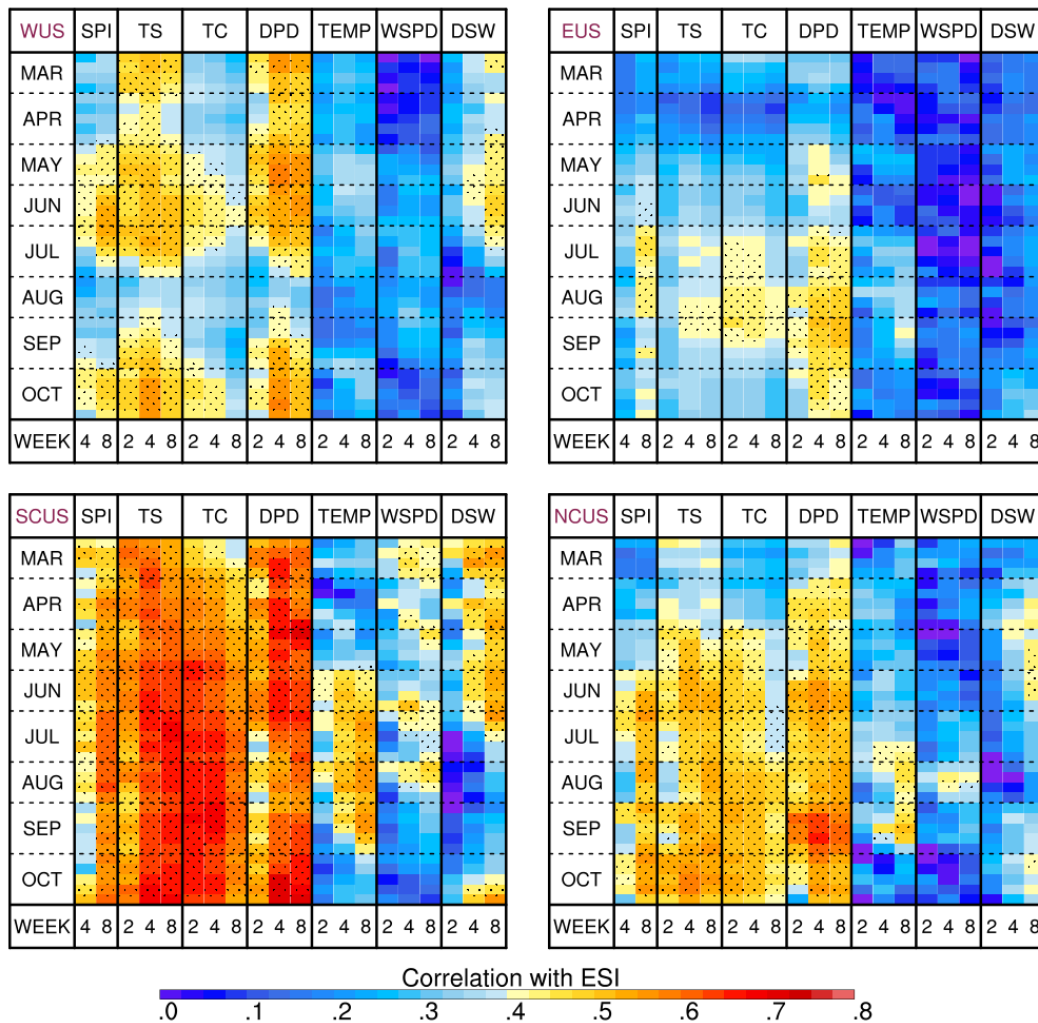 WUS SPI TS TC DPD TEMP WSPD DSW
MAR
APR
MAY
JUN
JUL
AUG
SEP
OCT
WEEK 4 8 2 4 8 2 4 8 2 4 8 2 4 8 2 4 8 2 4 8
EUS SPI TS TC DPD TEMP WSPD DSW
MAR
APR
MAY
JUN
JUL
AUG
SEP
OCT
WEEK 4 8 2 4 8 2 4 8 2 4 8 2 4 8 2 4 8 2 4 8
SCUS SPI TS TC DPD TEMP WSPD DSW
MAR
APR
MAY
JUN
JUL
AUG
SEP
OCT
WEEK 4 8 2 4 8 2 4 8 2 4 8 2 4 8 2 4 8 2 4 8
NCUS SPI TS TC DPD TEMP WSPD DSW
MAR
APR
MAY
JUN
JUL
AUG
SEP
OCT
WEEK 4 8 2 4 8 2 4 8 2 4 8 2 4 8 2 4 8 2 4 8
Correlation with ESI
.0 .1 .2 .3 .4 .5 .6 .7 .8